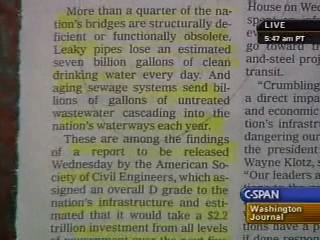 More than a quarter of the na-
tion's bridges are structurally de-
ficient or functionally obsolete.
Leaky pipes lose an estimated
seven billion gallons of clean
drinking water every day. And
aging sewage systems send bil-
lions of gallons of untreated
wastewater cascading into the
nation's waterways each year.
These are among the findings
of a report to be released
Wednesday by the American So-
ciety of Civil Engineers, which as-
signed an overall D grade to the
nation's infrastructure and esti-
mated that it would take a $2.2
trillion investment from all levels
House on Wed
LIVE
5:47 am PT
go toward th
and-steel proj
transit.
"Crumbling
a direct impa
and economic
tion's infrastr
dangering our
the president
Wayne Klotz, s
"Our leaders a
C-SPAN
Washington
Journal
tions have a p